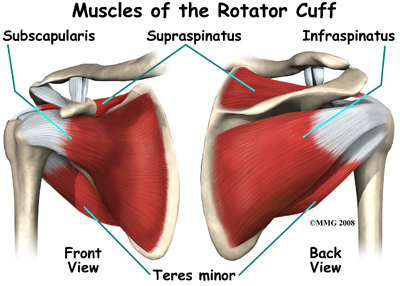 Muscles of the Rotator Cuff
Subscapularis
Supraspinatus
Infraspinatus
©MMG 2008
Front
View
Back
View
Teres minor